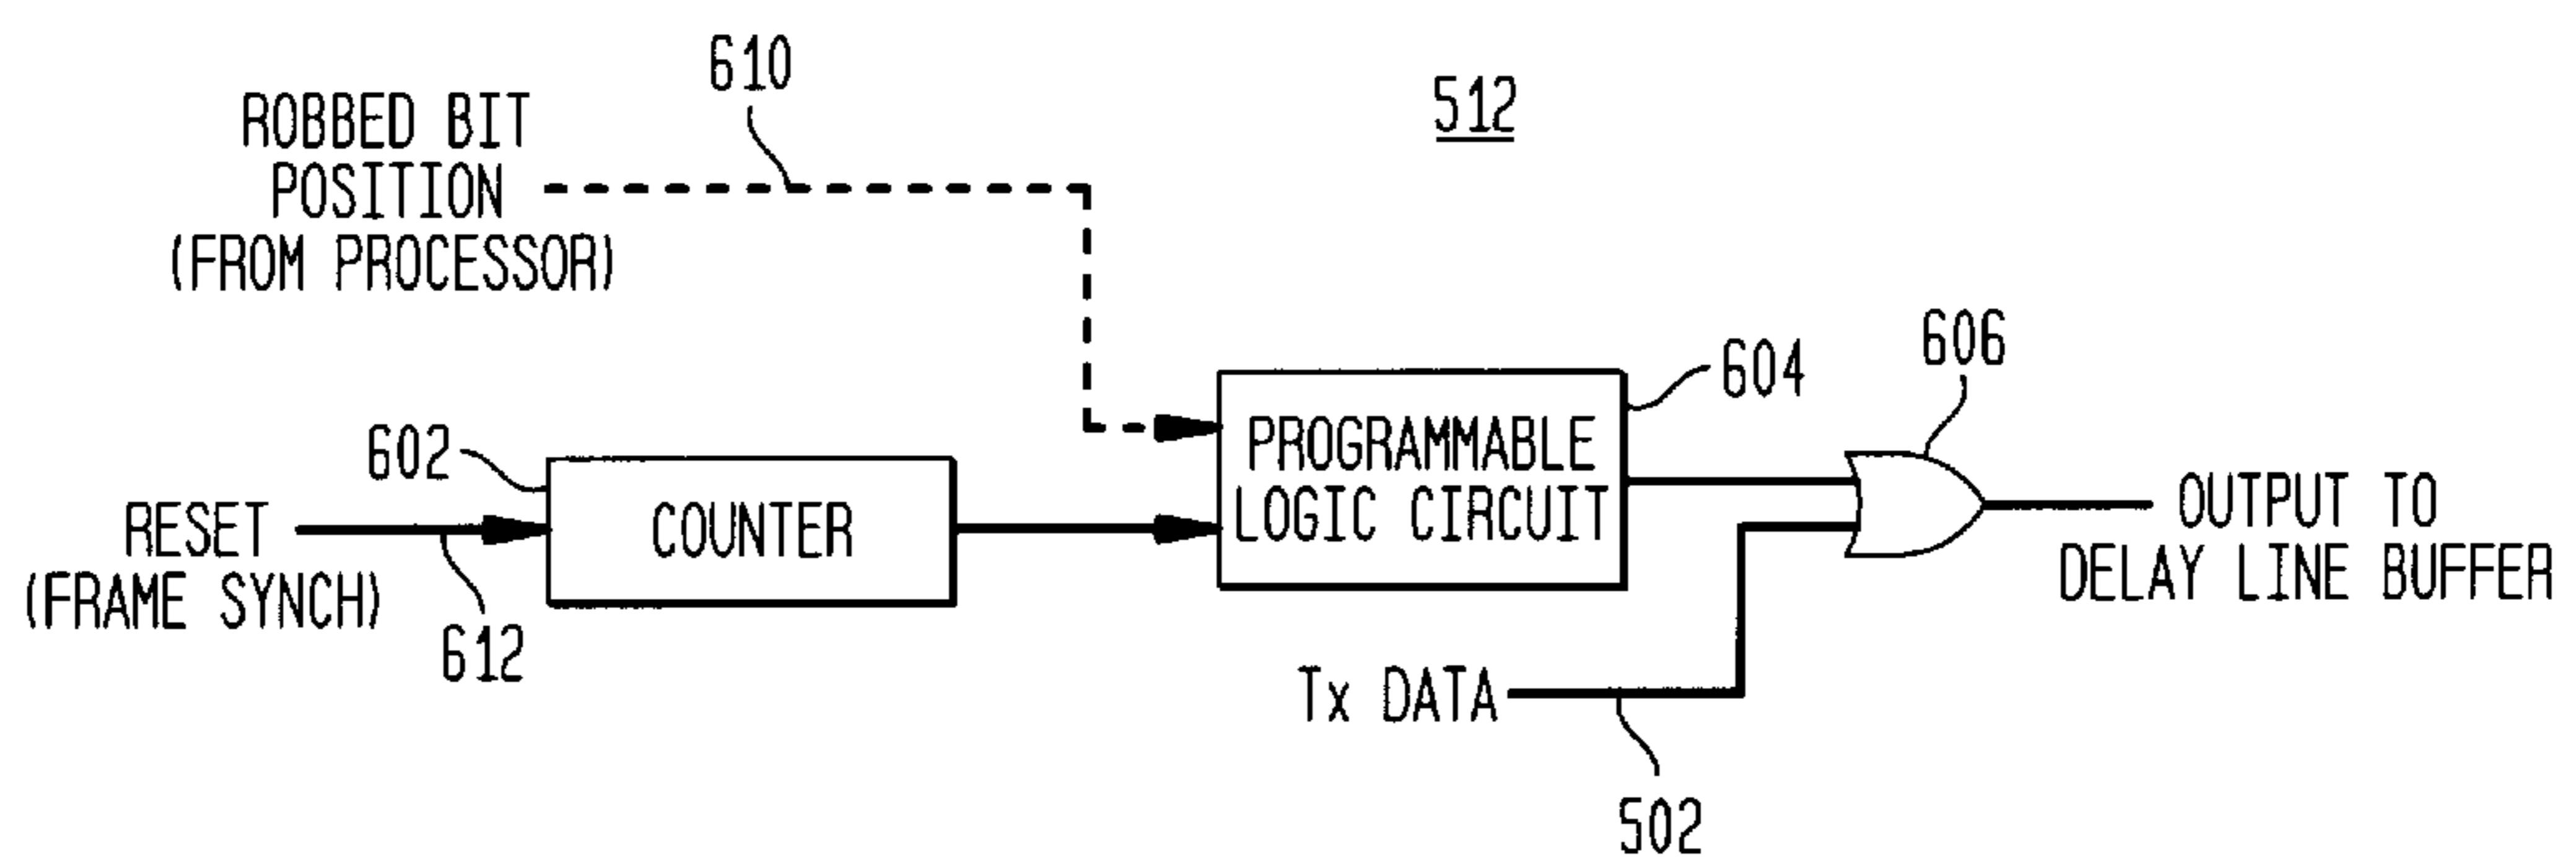 610
512
ROBBED BIT
POSITION
(FROM PROCESSOR)
606
604
602
PROGRAMMABLE
LOGIC CIRCUIT
RESET
(FRAME SYNCH)
COUNTER
OUTPUT TO
DELAY LINE BUFFER
612
Tx DATA
502